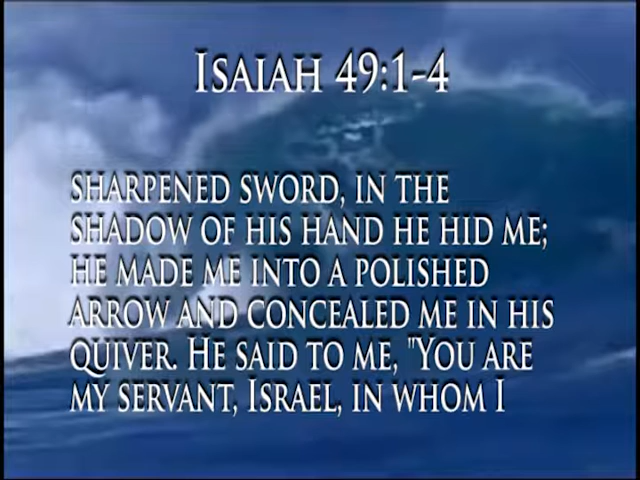 Isaiah 49:1-4
sharpened sword, in the
shadow of his hand he hid me;
he made me into a polished
arrow and concealed me in his
quiver. He said to me, "You are
my servant, Israel, in whom I